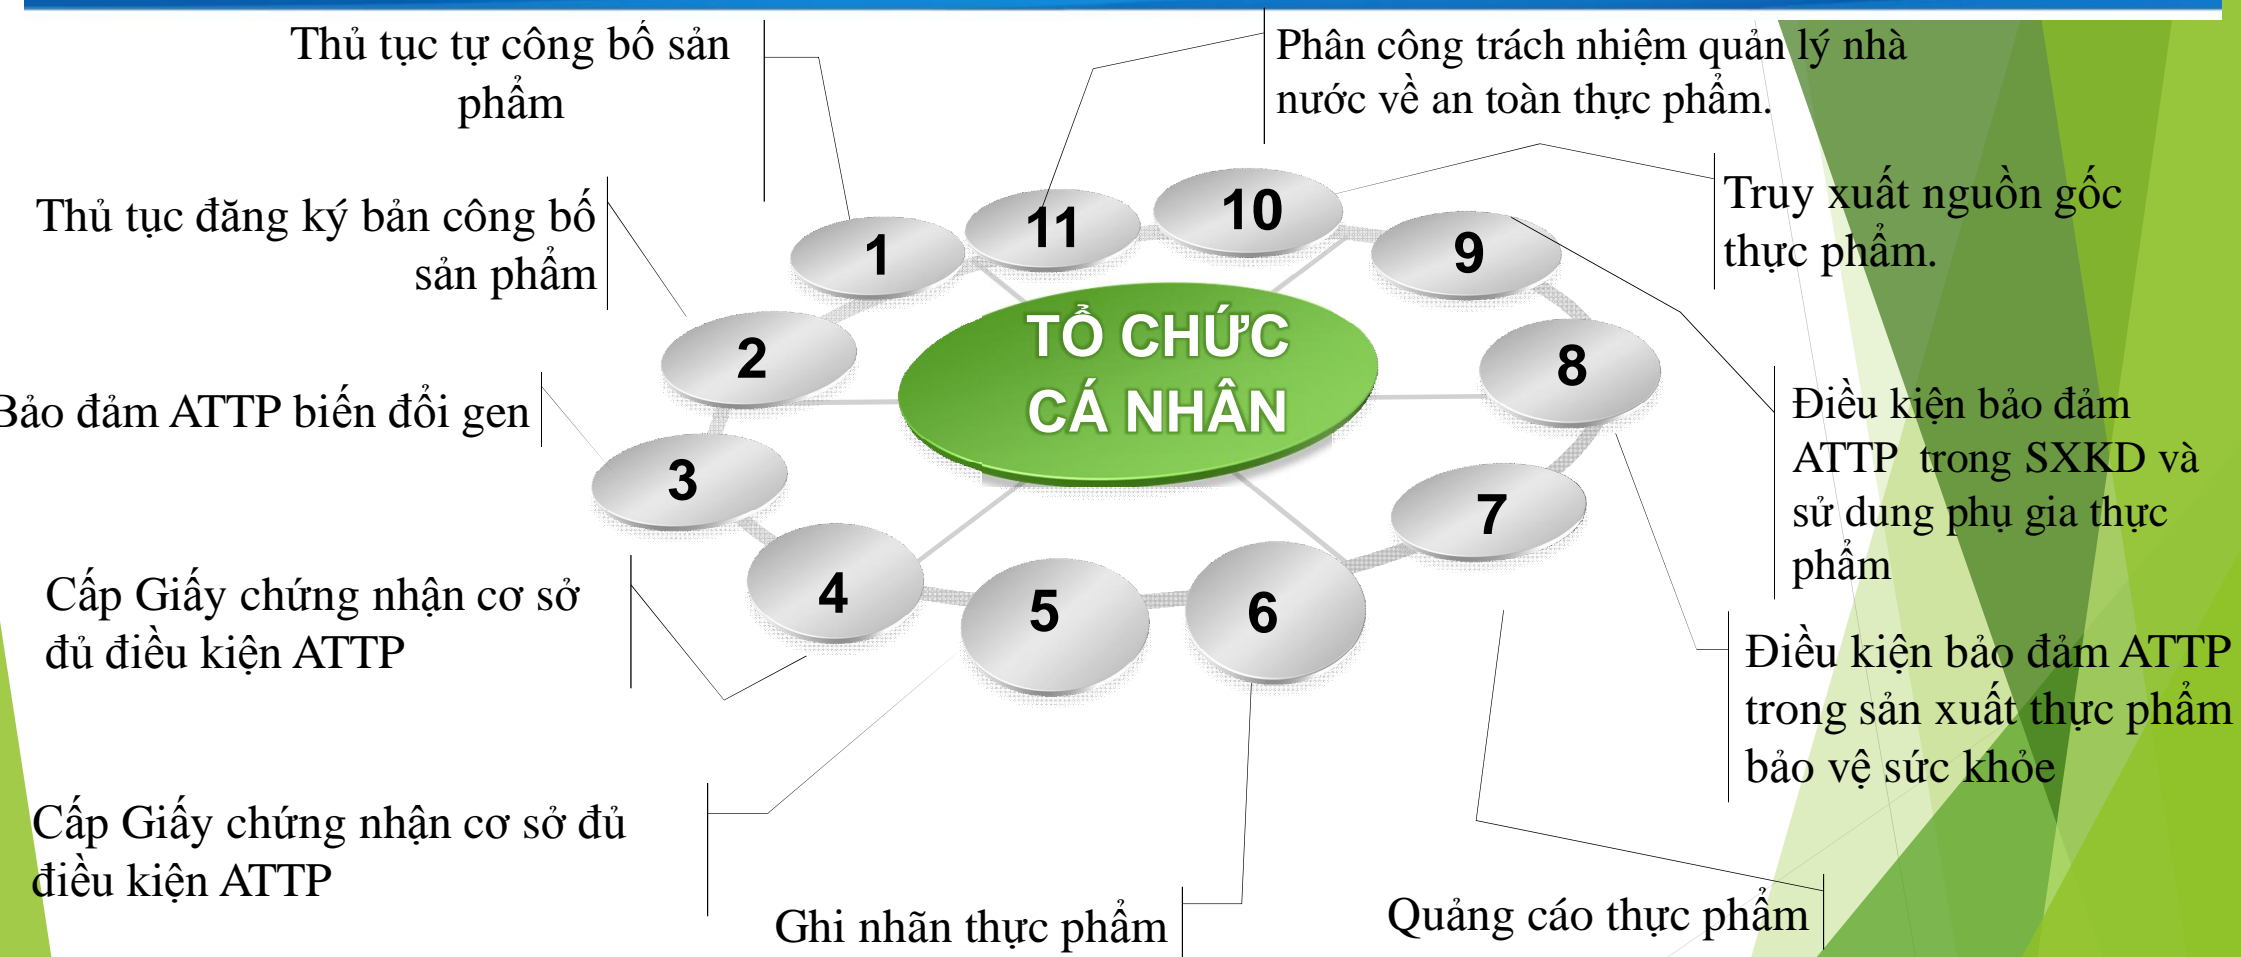 Thủ tục tự công bố sản
phẩm
Phân công trách nhiệm quản lý nhà
nước về an toàn thực phẩm.
Thủ tục đăng ký bản công bố
sản phẩm
Truy xuất nguồn gốc
thực phẩm.
1
11
10
9
2
8
TỔ CHỨC
CÁ NHÂN
Bảo đảm ATTP biến đổi gen
3
7
Điều kiện bảo đảm
ATTP trong SXKD và
sử dung phụ gia thực
phẩm
4
5
6
Cấp Giấy chứng nhận cơ sở
đủ điều kiện ATTP
Điều kiện bảo đảm ATTP
trong sản xuất thực phẩm
bảo vệ sức khỏe
Cấp Giấy chứng nhận cơ sở đủ
điều kiện ATTP
Ghi nhãn thực phẩm
Quảng cáo thực phẩm